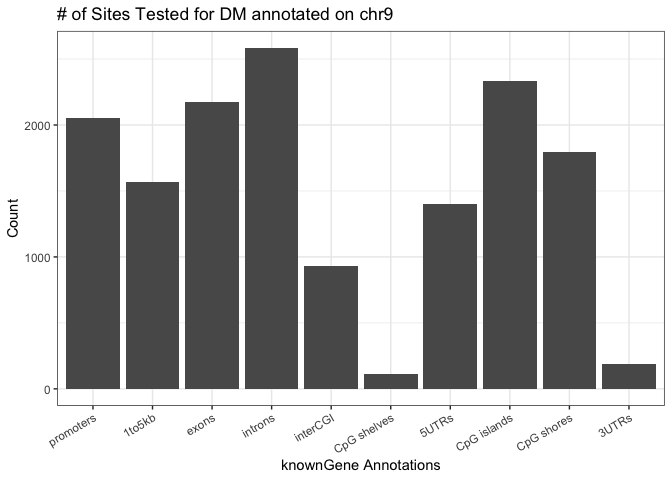 # of Sites Tested for DM annotated on chr9
Count
2000
1000
0
promoters
1to5kb
exons
introns
interCGI
CpG shelves
5UTRs
CpG islands
CpG shores
3UTRs
knownGene Annotations